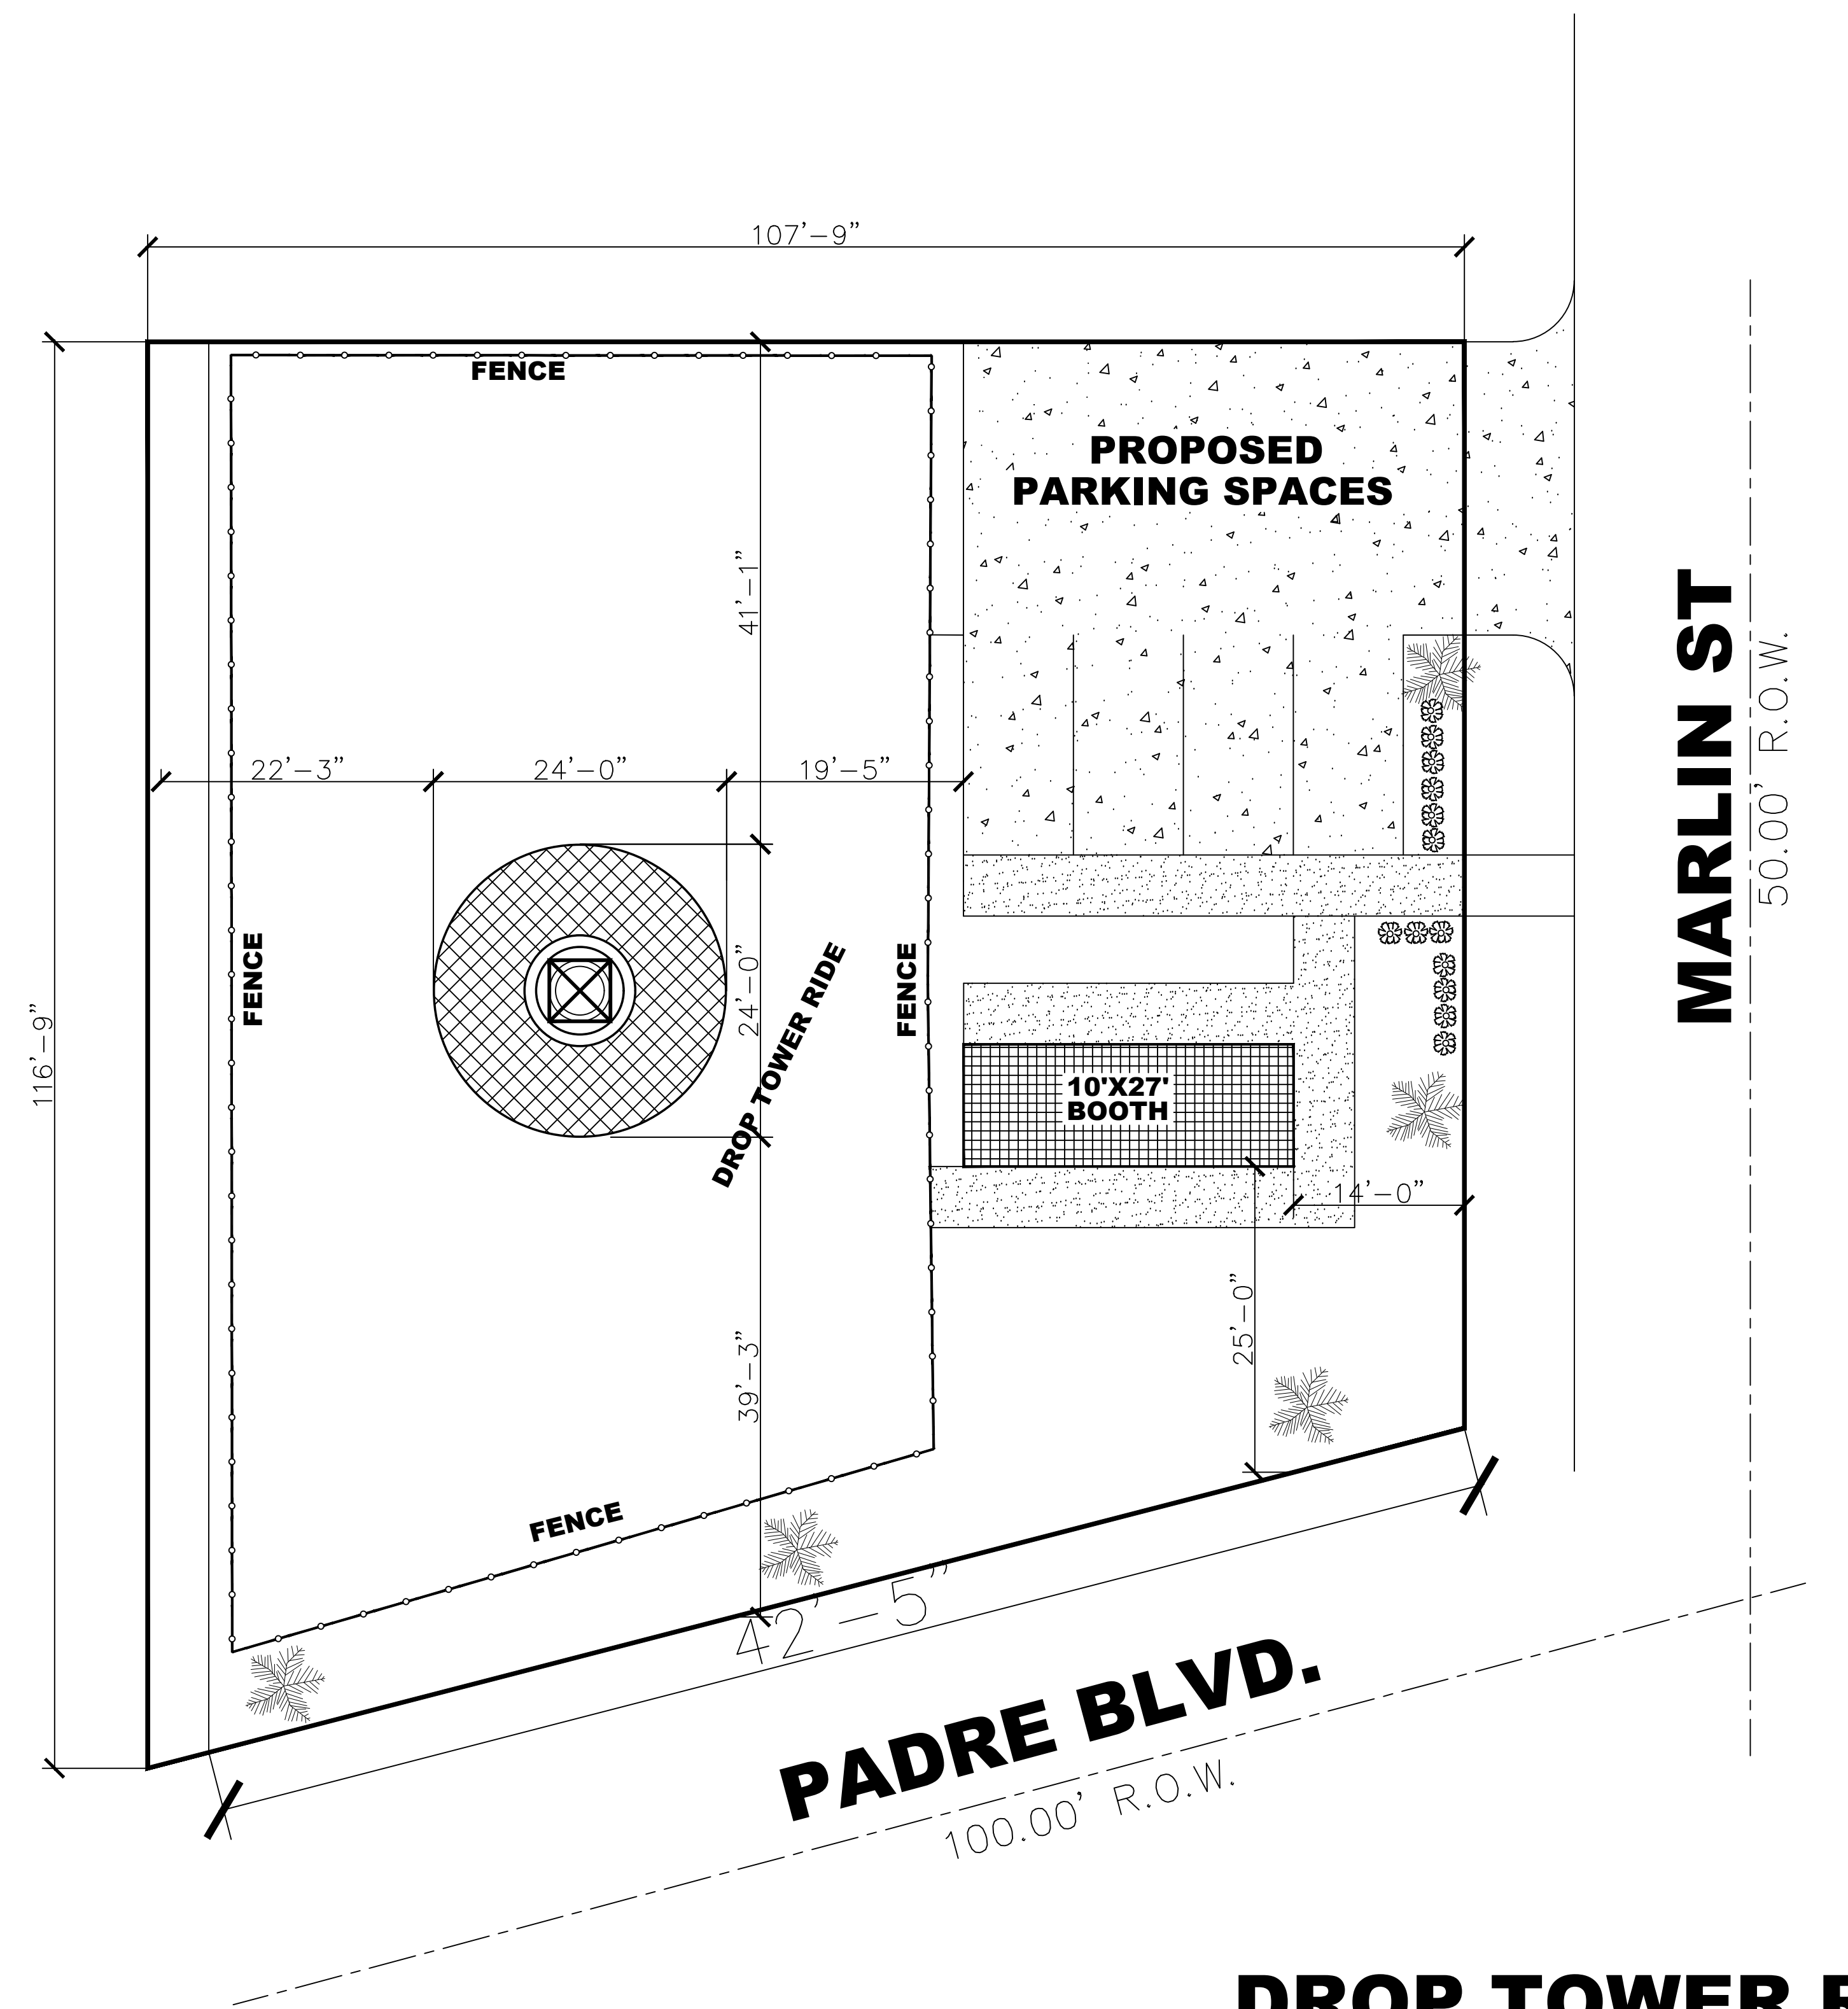 107'-9"
FENCE
PROPOSED
PARKING SPACES
41'-1"
MARLIN ST
50.00' R.O.W.
22'-3"
24'-0"
19'-5"
FENCE
24'-0"
DROP TOWER RIDE
FENCE
116'-9"
10'X27'
BOOTH
14'-0"
25'-0"
39'-3"
FENCE
42'-5"
PADRE BLVD.
100.00' R.O.W.
DROP TOWER